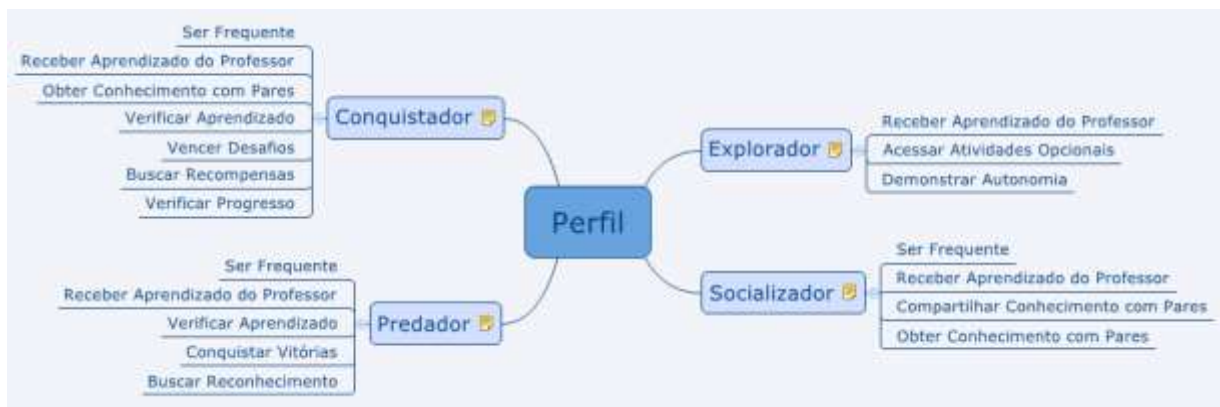 Ser Frequente
Receber Aprendizado do Professor
Obter Conhecimento com Pares
Verificar Aprendizado
Vencer Desafios
Buscar Recompensas
Verificar Progresso
Conquistador
Ser Frequente
Receber Aprendizado do Professor
Verificar Aprendizado
Conquistar Vitórias
Buscar Reconhecimento
Predador
Perfil
Explorador
Receber Aprendizado do Professor
Acessar Atividades Opcionais
Demonstrar Autonomia
Socializador
Ser Frequente
Receber Aprendizado do Professor
Compartilhar Conhecimento com Pares
Obter Conhecimento com Pares